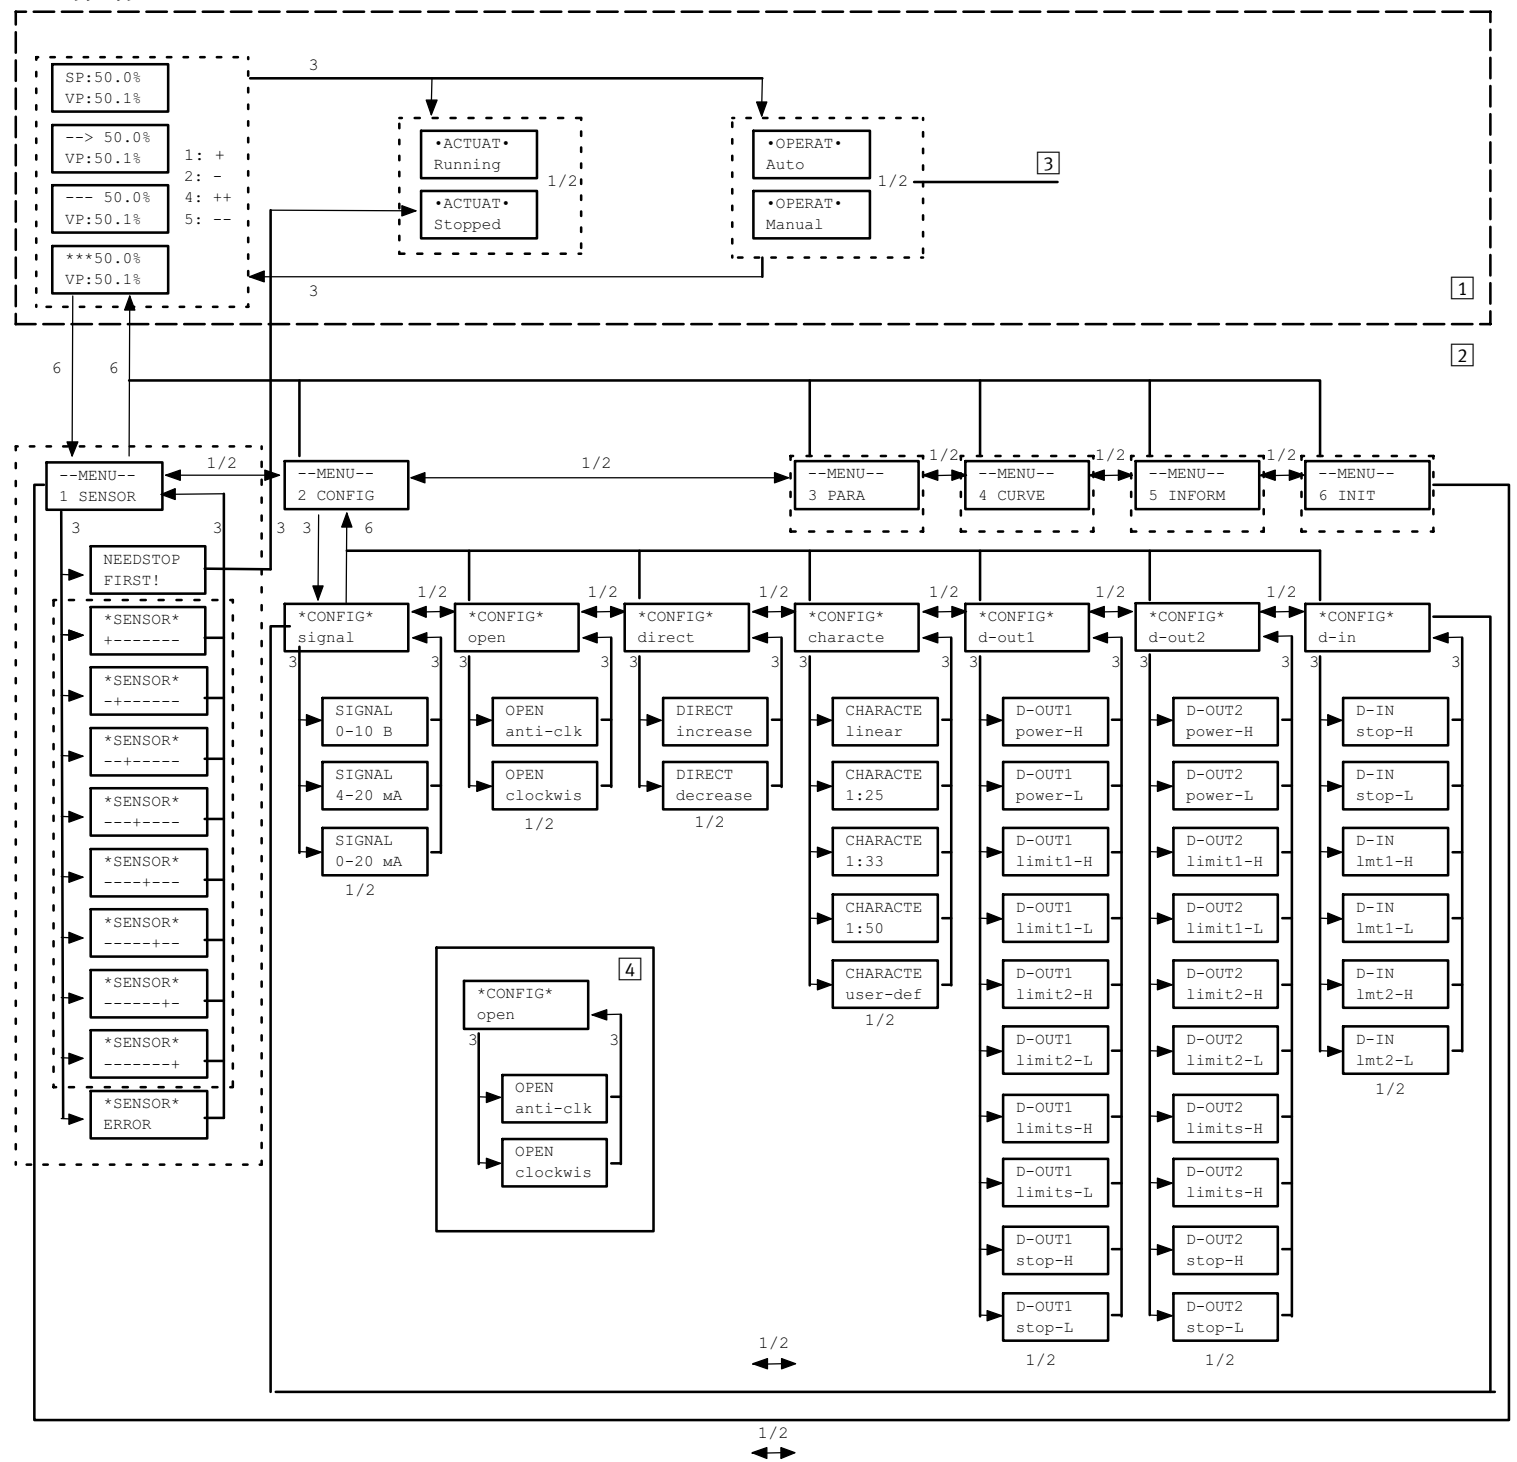 3
SP:50.0%
VP:50.1%
--> 50.0%
VP:50.1%
--- 50.0%
VP:50.1%
***50.0%
VP:50.1%
1: +
2: -
4: ++
5: --
•ACTUAT•
Running
•ACTUAT•
Stopped
1/2
•OPERAT•
Auto
•OPERAT•
Manual
1/2
3
3
1
2
6
6
--MENU--
1 SENSOR
1/2
--MENU--
2 CONFIG
1/2
--MENU--
3 PARA
1/2
--MENU--
4 CURVE
1/2
--MENU--
5 INFORM
1/2
--MENU--
6 INIT
3
3
3
3
6
NEEDSTOP
FIRST!
*SENSOR*
+-------
*SENSOR*
-+------
*SENSOR*
--+-----
*SENSOR*
---+----
*SENSOR*
----+---
*SENSOR*
-----+--
*SENSOR*
------+-
*SENSOR*
-------+
*SENSOR*
ERROR
*CONFIG*
signal
1/2
*CONFIG*
open
1/2
*CONFIG*
direct
1/2
*CONFIG*
characte
1/2
*CONFIG*
d-out1
1/2
*CONFIG*
d-out2
1/2
*CONFIG*
d-in
3
3
SIGNAL
0-10 В
SIGNAL
4-20 мА
SIGNAL
0-20 мА
1/2
3
3
OPEN
anti-clk
OPEN
clockwis
1/2
3
3
DIRECT
increase
DIRECT
decrease
1/2
3
3
CHARACTE
linear
CHARACTE
1:25
CHARACTE
1:33
CHARACTE
1:50
CHARACTE
user-def
1/2
3
3
D-OUT1
power-H
D-OUT1
power-L
D-OUT1
limit1-H
D-OUT1
limit1-L
D-OUT1
limit2-H
D-OUT1
limit2-L
D-OUT1
limits-H
D-OUT1
limits-L
D-OUT1
stop-H
D-OUT1
stop-L
1/2
3
3
D-OUT2
power-H
D-OUT2
power-L
D-OUT2
limit1-H
D-OUT2
limit1-L
D-OUT2
limit2-H
D-OUT2
limit2-L
D-OUT2
limits-H
D-OUT2
limits-H
D-OUT2
stop-H
D-OUT2
stop-L
1/2
3
3
D-IN
stop-H
D-IN
stop-L
D-IN
lmt1-H
D-IN
lmt1-L
D-IN
lmt2-H
D-IN
lmt2-L
1/2
4
*CONFIG*
open
3
3
OPEN
anti-clk
OPEN
clockwis
1/2
1/2